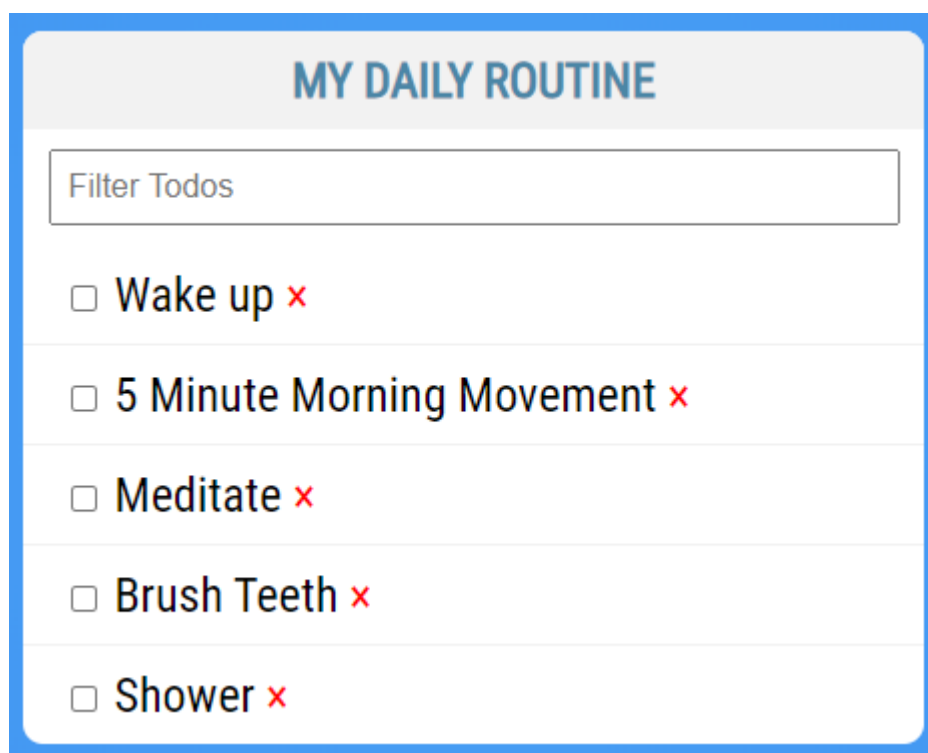 MY DAILY ROUTINE
Filter Todos
Wake up ×
5 Minute Morning Movement ×
Meditate ×
Brush Teeth ×
Shower ×